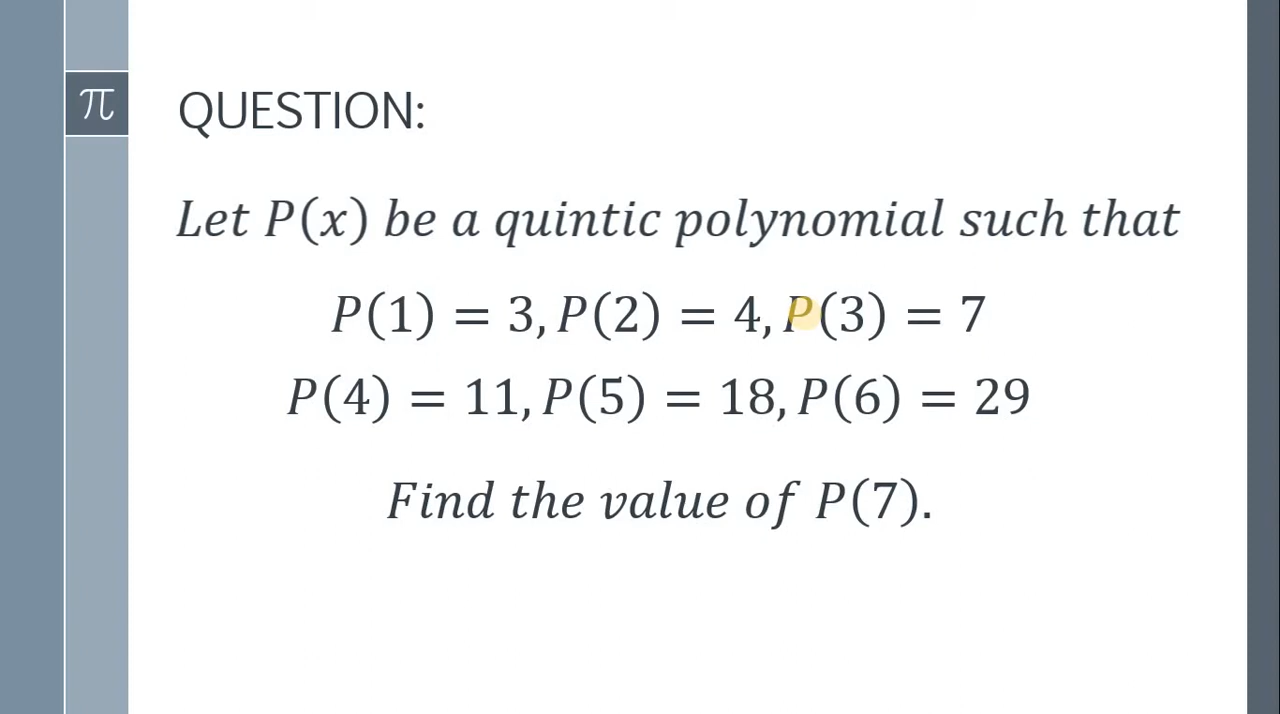 π
QUESTION:
Let P(x) be a quintic polynomial such that
P(1) = 3, P(2) = 4, P(3) = 7
P(4) = 11, P(5) = 18, P(6) = 29
Find the value of P(7).